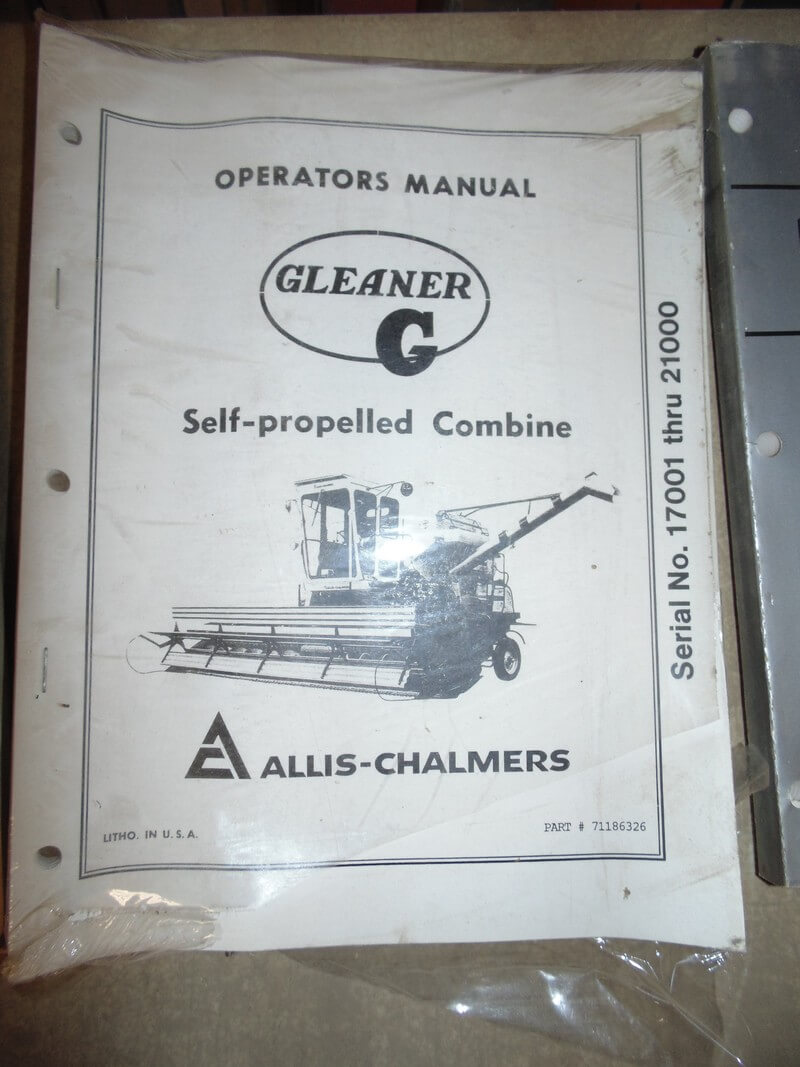 OPERATORS MANUAL
GLEANER
G
Self-propelled Combine
Serial No. 17001 thru 21000
ALLIS-CHALMERS
LITHO. IN U.S.A.
PART # 71186326